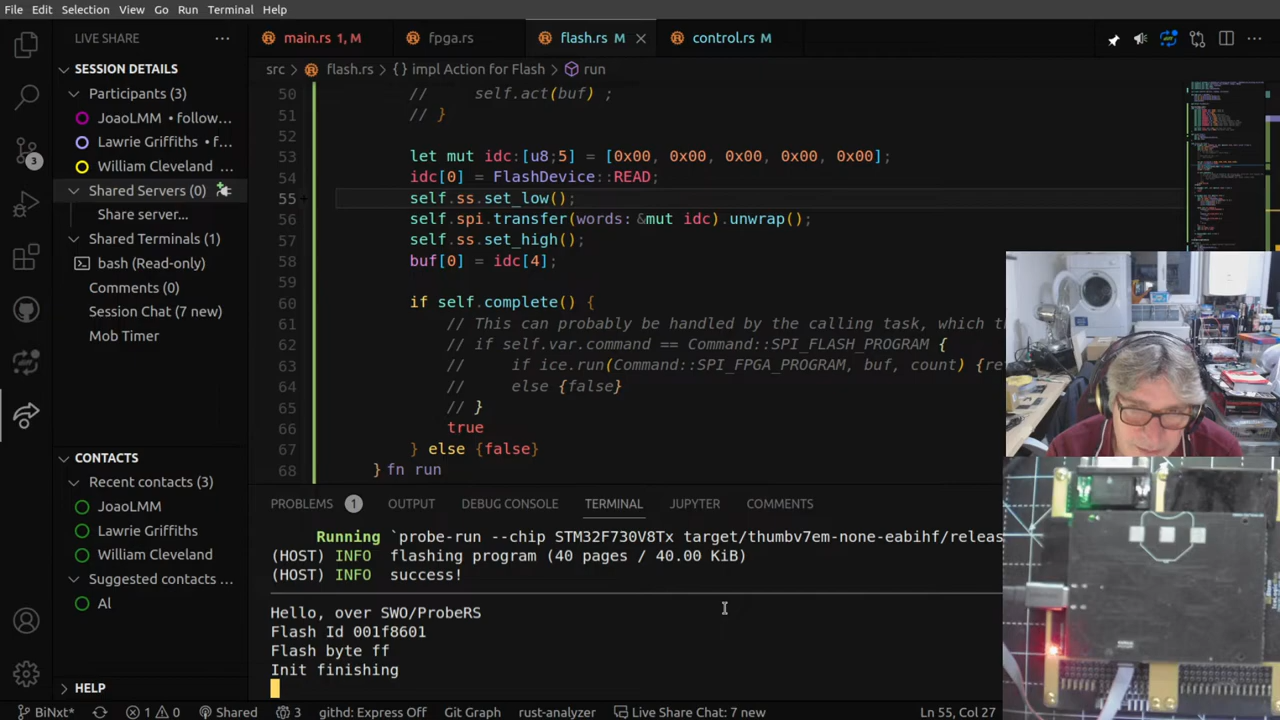 File Edit Selection View Go Run Terminal Help
LIVE SHARE
main.rs 1, M
fpga.rs
flash.rs M
control.rs M
src > flash.rs > {} impl Action for Flash > run
SESSION DETAILS
Participants (3)
JoaoLMM • follow...
Lawrie Griffiths • f...
William Cleveland ...
Shared Servers (0)
Share server...
Shared Terminals (1)
bash (Read-only)
Comments (0)
Session Chat (7 new)
Mob Timer
3
CONTACTS
Recent contacts (3)
JoaoLMM
Lawrie Griffiths
William Cleveland
Suggested contacts ...
Al
HELP
50 // self.act(buf) ;
51 // }
52
53 let mut idc:[u8;5] = [0x00, 0x00, 0x00, 0x00, 0x00];
54 idc[0] = FlashDevice::READ;
55 self.ss.set_low();
56 self.spi.transfer(words: &mut idc).unwrap();
57 self.ss.set_high();
58 buf[0] = idc[4];
59
60 if self.complete() {
61 // This can probably be handled by the calling task, which th
62 // if self.var.command == Command::SPI_FLASH_PROGRAM {
63 // if ice.run(Command::SPI_FPGA_PROGRAM, buf, count) {re
64 // else {false}
65 // }
66 true
67 } else {false}
68 } fn run
PROBLEMS 1 OUTPUT DEBUG CONSOLE TERMINAL JUPYTER COMMENTS
Running `probe-run --chip STM32F730V8Tx target/thumbv7em-none-eabihf/releas
(HOST) INFO flashing program (40 pages / 40.00 KiB)
(HOST) INFO success!
Hello, over SWO/ProbeRS
Flash Id 001f8601
Flash byte ff
Init finishing
BiNxt* 1 0 Shared 3 githd: Express Off Git Graph rust-analyzer Live Share Chat: 7 new Ln 55, Col 27